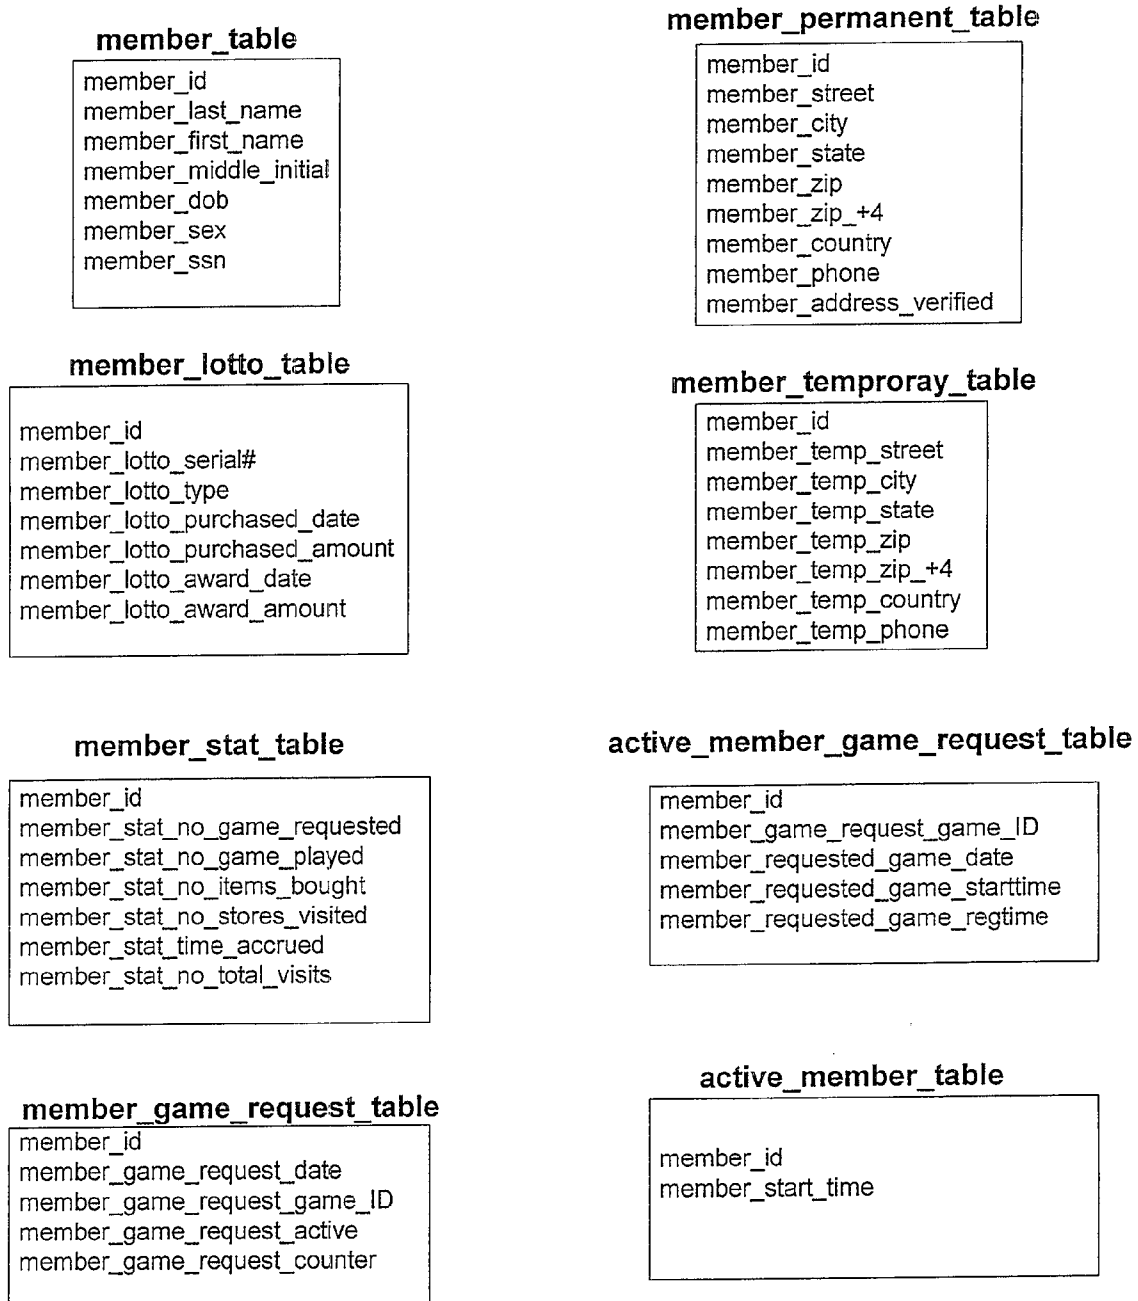 member_table
member_id
member_last_name
member_first_name
member_middle_initial
member_dob
member_sex
member_ssn
member_permanent_table
member_id
member_street
member_city
member_state
member_zip
member_zip_+4
member_country
member_phone
member_address_verified
member_lotto_table
member_id
member_lotto_serial#
member_lotto_type
member_lotto_purchased_date
member_lotto_purchased_amount
member_lotto_award_date
member_lotto_award_amount
member_temproray_table
member_id
member_temp_street
member_temp_city
member_temp_state
member_temp_zip
member_temp_zip_+4
member_temp_country
member_temp_phone
member_stat_table
member_id
member_stat_no_game_requested
member_stat_no_game_played
member_stat_no_items_bought
member_stat_no_stores_visited
member_stat_time_accrued
member_stat_no_total_visits
active_member_game_request_table
member_id
member_game_request_game_ID
member_requested_game_date
member_requested_game_starttime
member_requested_game_regtime
member_game_request_table
member_id
member_game_request_date
member_game_request_game_ID
member_game_request_active
member_game_request_counter
active_member_table
member_id
member_start_time